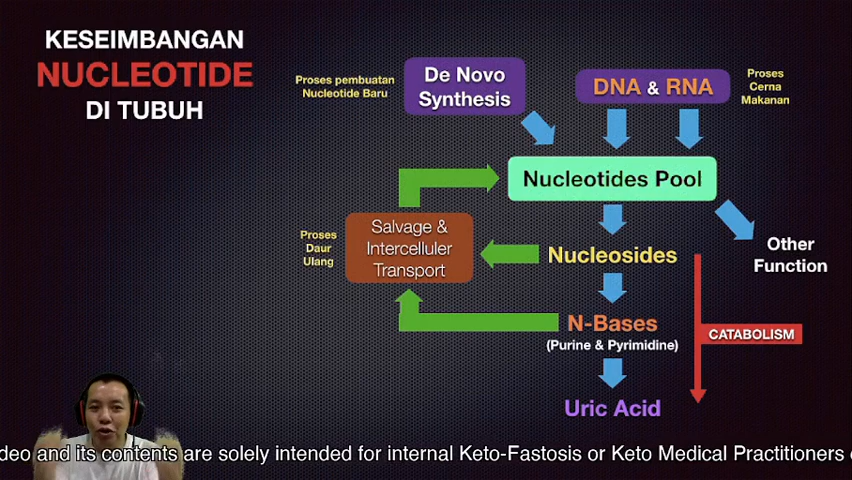 KESEIMBANGAN
NUCLEOTIDE
DI TUBUH
Proses pembuatan
Nucleotide Baru
De Novo
Synthesis
DNA & RNA
Proses
Cerna
Makanan
Nucleotides Pool
Salvage &
Intercelluler
Transport
Proses
Daur
Ulang
Nucleosides
Other
Function
N-Bases
(Purine & Pyrimidine)
CATABOLISM
Uric Acid
deo and its contents are solely intended for internal Keto-Fastosis or Keto Medical Practitioners